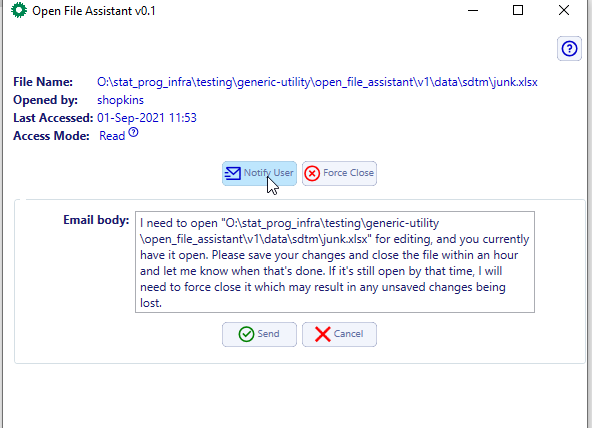 Open File Assistant v0.1
File Name: O:\stat_prog_infra\testing\generic-utility\open_file_assistant\v1\data\sdtm\junk.xlsx
Opened by: shopkins
Last Accessed: 01-Sep-2021 11:53
Access Mode: Read ?
Notify User Force Close
Email body: I need to open "O:\stat_prog_infra\testing\generic-utility
\open_file_assistant\v1\data\sdtm\junk.xlsx" for editing, and you currently
have it open. Please save your changes and close the file within an hour
and let me know when that's done. If it's still open by that time, I will
need to force close it which may result in any unsaved changes being
lost.
Send Cancel